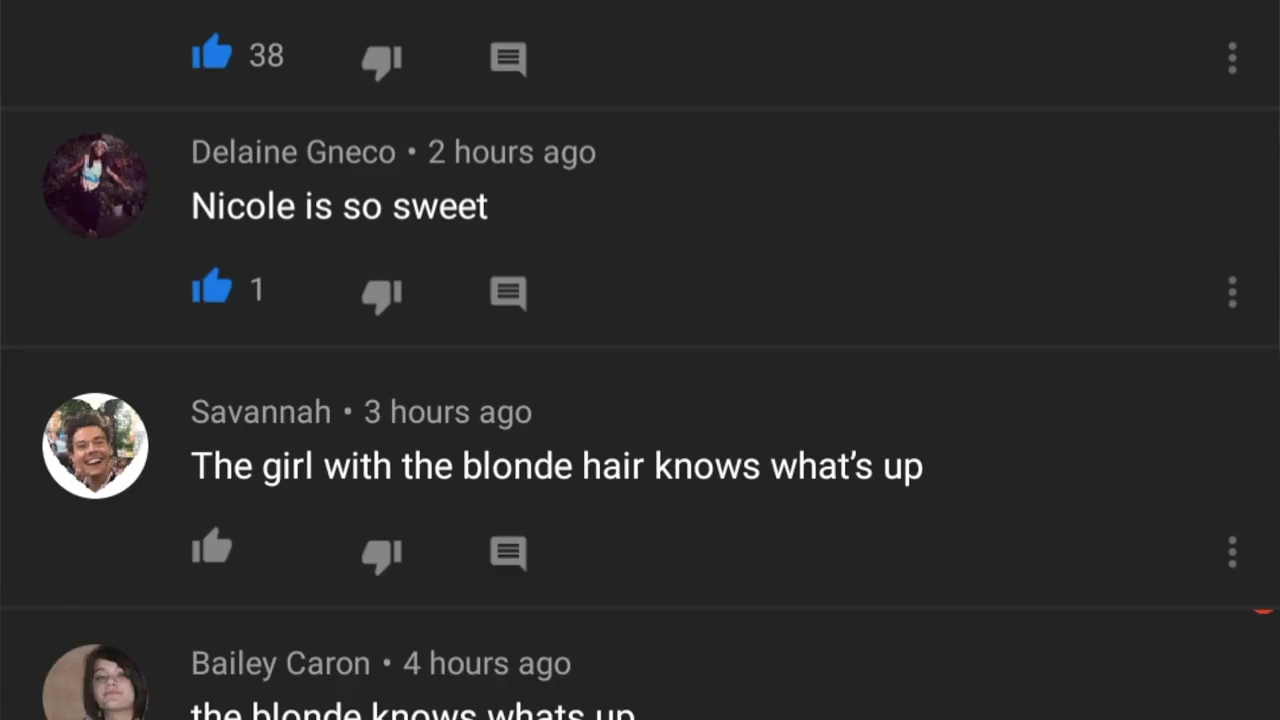 38
Delaine Gneco • 2 hours ago
Nicole is so sweet
1
Savannah • 3 hours ago
The girl with the blonde hair knows what’s up
Bailey Caron • 4 hours ago
the blonde knows whats up